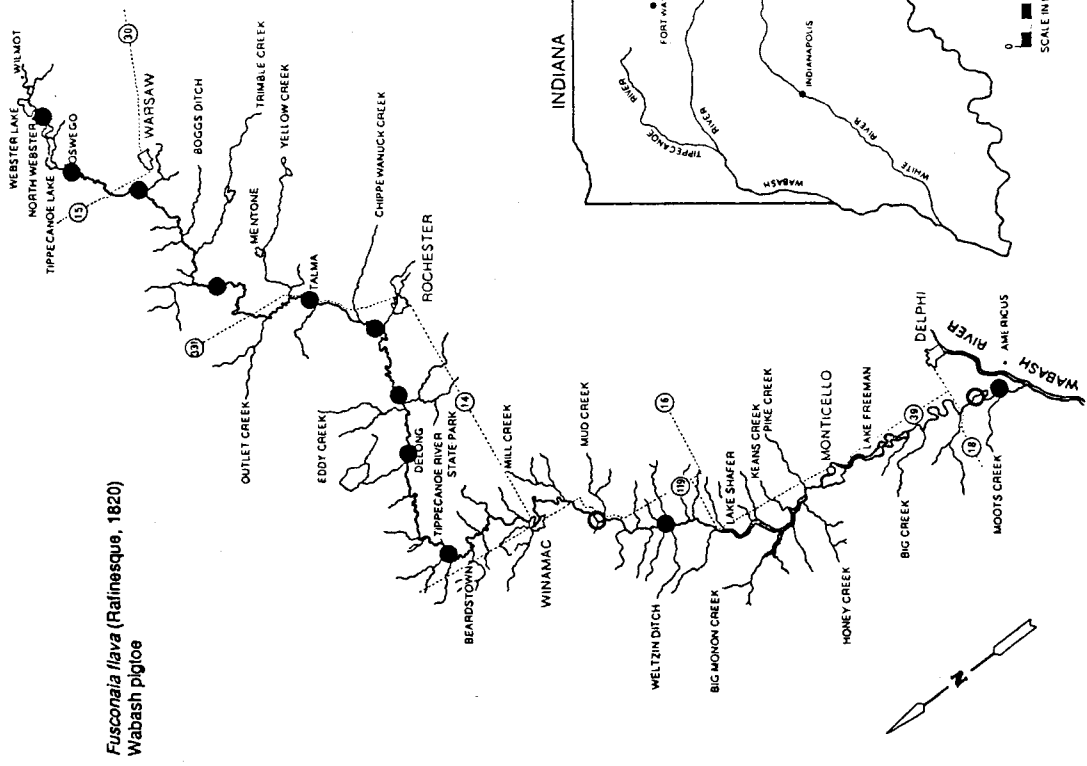 Fusconaia flava (Rafinesque, 1820)
Wabash pigtoe
WEBSTER LAKE
WILMOT
NORTH WEBSTER
TIPPECANOE LAKE
OSWEGO
30
15
WARSAW
BOGGS DITCH
TRIMBLE CREEK
YELLOW CREEK
MENTONE
CHIPPEWANUCK CREEK
TALMA
331
ROCHESTER
OUTLET CREEK
EDDY CREEK
DELONG
TIPPECANOE RIVER
STATE PARK
14
MILL CREEK
BEARDSTOWN
WINAMAC
MUD CREEK
16
119
WELTZIN DITCH
LAKE SHAFER
KEANS CREEK
PIKE CREEK
BIG MONON CREEK
MONTICELLO
LAKE FREEMAN
HONEY CREEK
39
BIG CREEK
DELPHI
18
MOOTS CREEK
AMERICUS
WABASH RIVER
N
INDIANA
FORT WA
TIPPECANOE RIVER
WABASH RIVER
INDIANAPOLIS
WHITE RIVER
0
SCALE IN